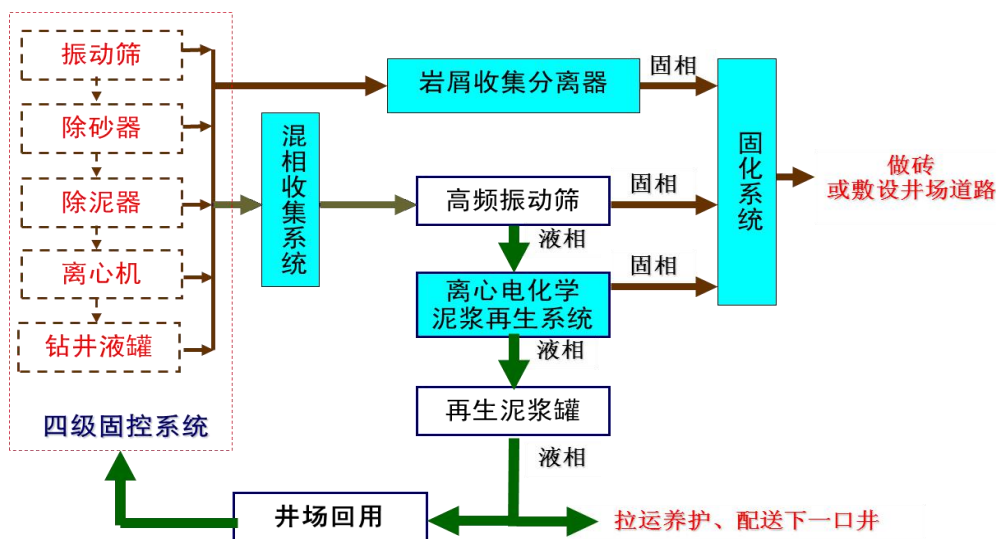 振动筛
除砂器
除泥器
离心机
钻井液罐
四级固控系统
混相收集系统
岩屑收集分离器
固相
高频振动筛
固相
液相
离心电化学
泥浆再生系统
固相
液相
再生泥浆罐
液相
固化系统
做砖
或敷设井场道路
井场回用
拉运养护、配送下一口井